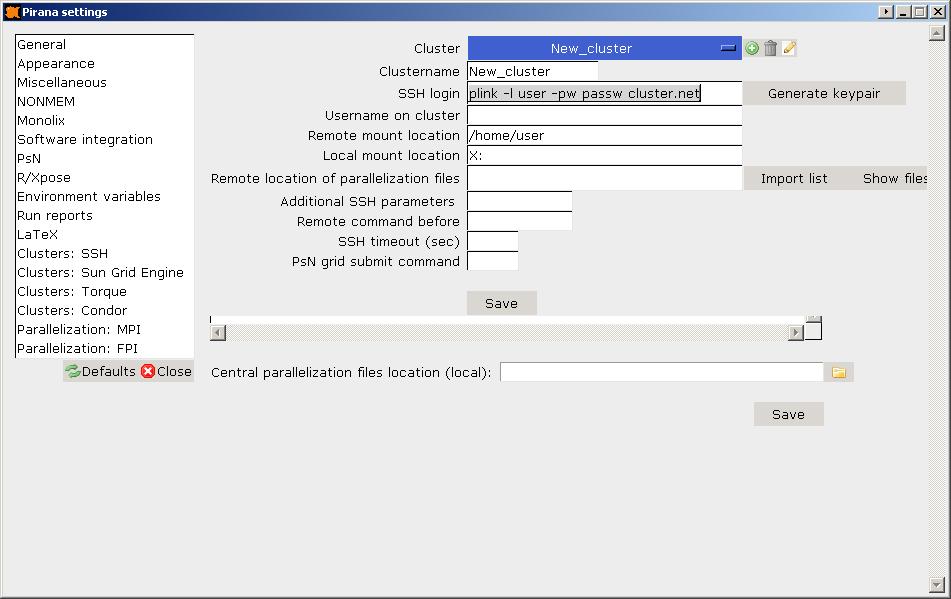 Pirana settings
General
Appearance
Miscellaneous
NONMEM
Monolix
Software integration
PsN
R/Xpose
Environment variables
Run reports
LaTeX
Clusters: SSH
Clusters: Sun Grid Engine
Clusters: Torque
Clusters: Condor
Parallelization: MPI
Parallelization: FPI
Defaults Close
Cluster New_cluster
Clustername New_cluster
SSH login plink -l user -pw passw cluster.net Generate keypair
Username on cluster
Remote mount location /home/user
Local mount location X:
Remote location of parallelization files Import list Show files
Additional SSH parameters
Remote command before
SSH timeout (sec)
PsN grid submit command
Save
Central parallelization files location (local):
Save